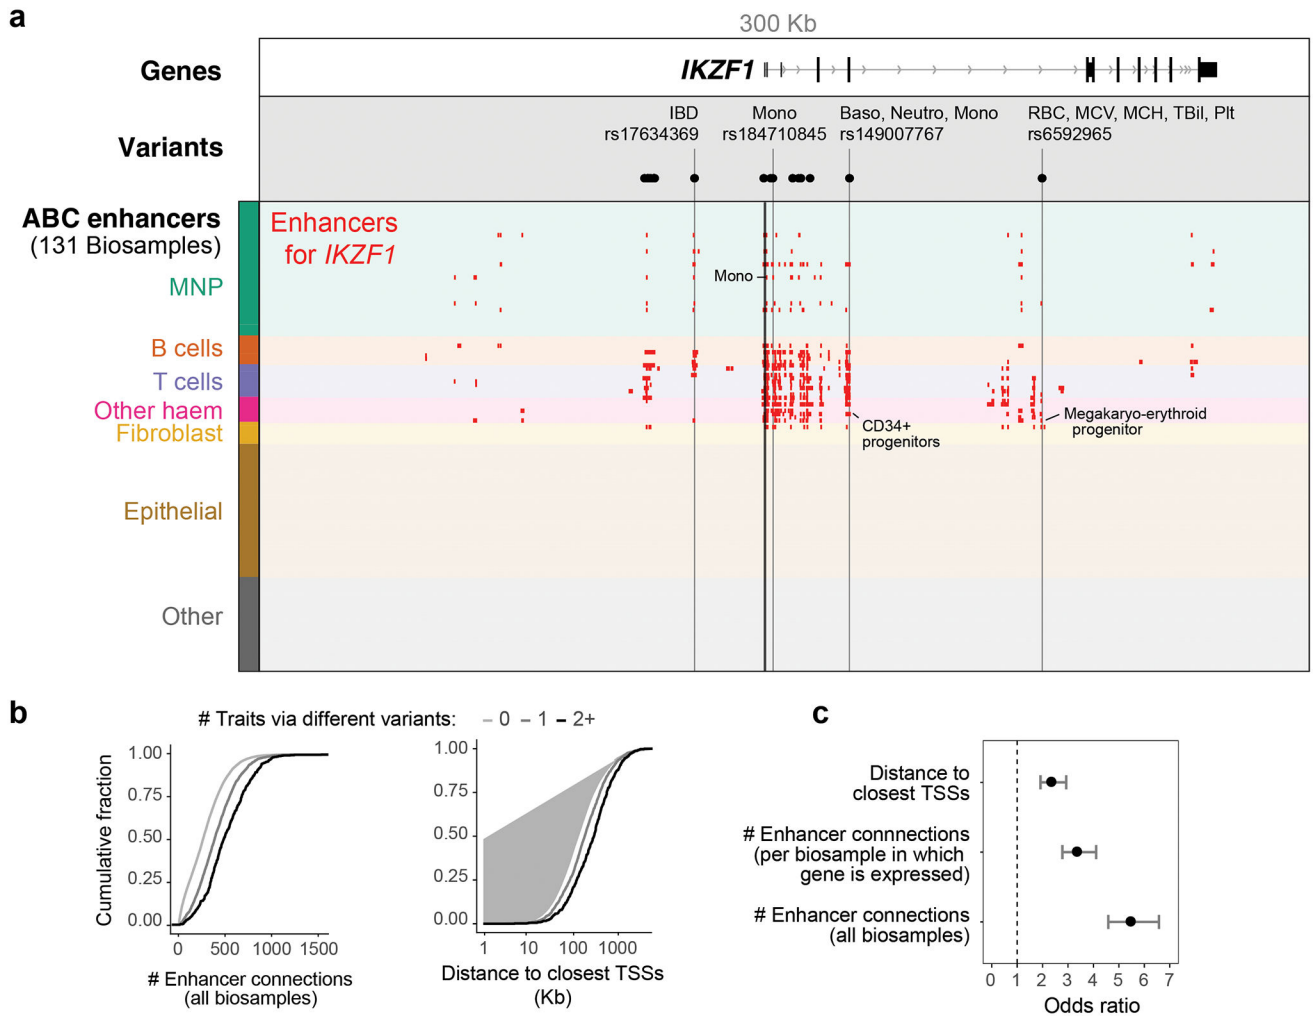 a
300 Kb
Genes
IKZF1
Variants
IBD
rs17634369
Mono
rs184710845
Baso, Neutro, Mono
rs149007767
RBC, MCV, MCH, TBil, Plt
rs6592965
ABC enhancers
(131 Biosamples)
Enhancers
for IKZF1
MNP
Mono
B cells
T cells
Other haem
Fibroblast
CD34+
progenitors
Megakaryo-erythroid
progenitor
Epithelial
Other
b
# Traits via different variants: 0 1 2+
Cumulative fraction
1.00
0.75
0.50
0.25
0.00
0 500 1000 1500
# Enhancer connections
(all biosamples)
1.00
0.75
0.50
0.25
0.00
1 10 100 1000
Distance to closest TSSs
(Kb)
c
Distance to
closest TSSs
# Enhancer connnections
(per biosample in which
gene is expressed)
# Enhancer connections
(all biosamples)
0 1 2 3 4 5 6 7
Odds ratio